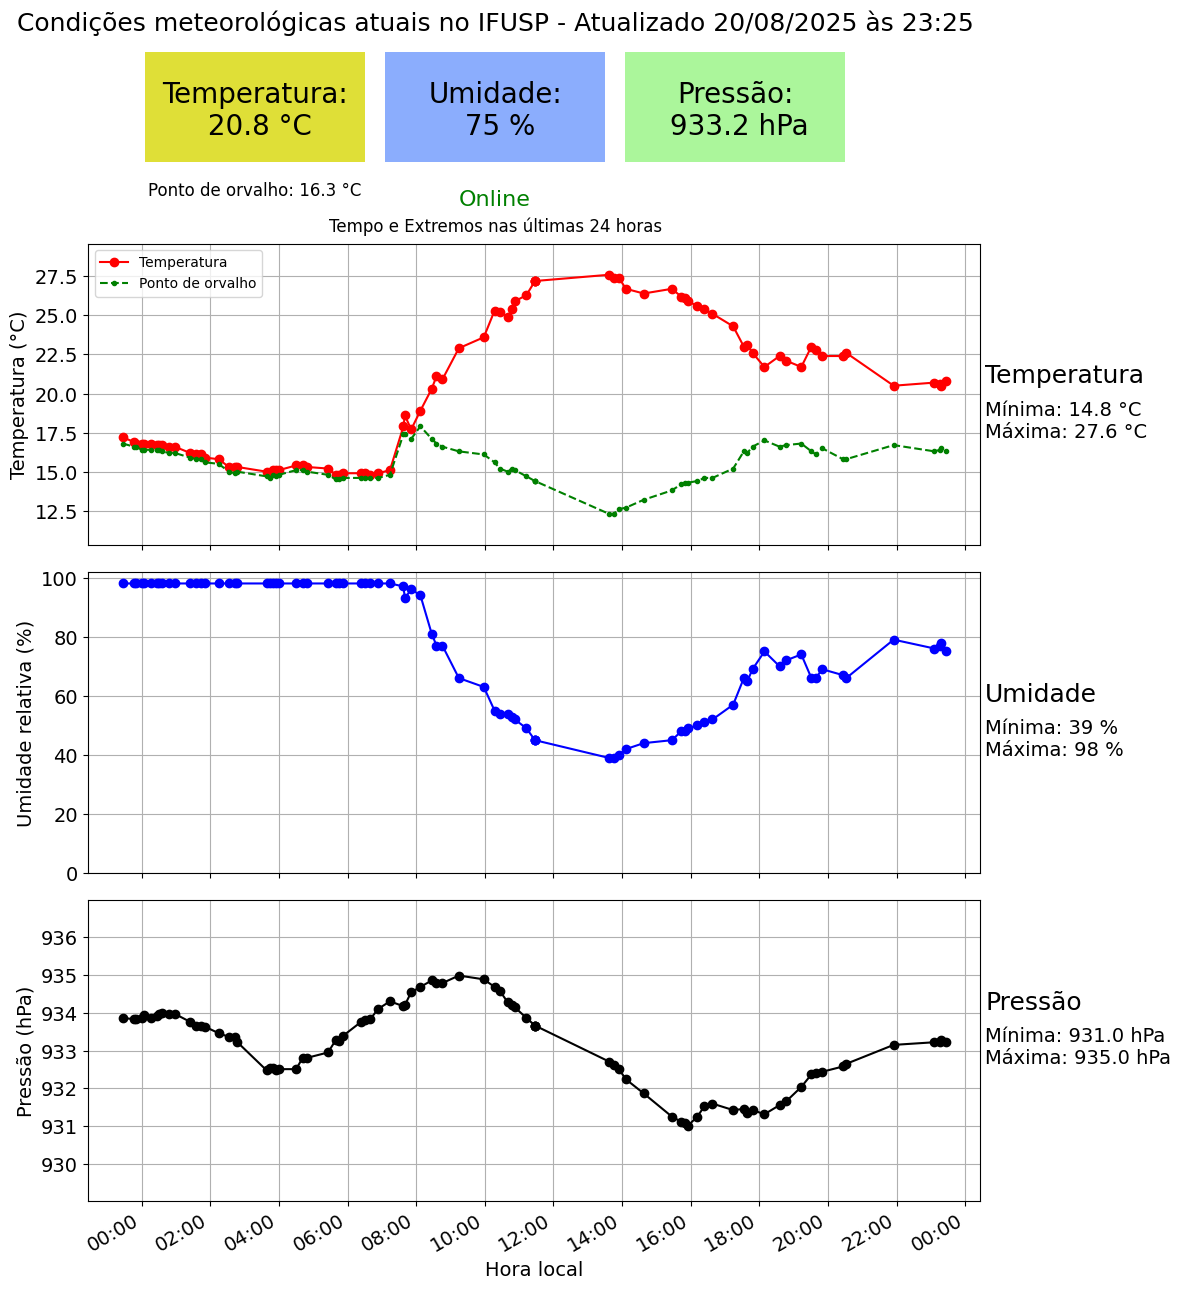 Condições meteorológicas atuais no IFUSP - Atualizado 20/08/2025 às 23:25
Temperatura:
20.8 °C
Umidade:
75 %
Pressão:
933.2 hPa
Ponto de orvalho: 16.3 °C
Online
Tempo e Extremos nas últimas 24 horas
Temperatura
Ponto de orvalho
Temperatura (°C)
27.5
25.0
22.5
20.0
17.5
15.0
12.5
Temperatura
Mínima: 14.8 °C
Máxima: 27.6 °C
Umidade relativa (%)
100
80
60
40
20
0
Umidade
Mínima: 39 %
Máxima: 98 %
Pressão (hPa)
936
935
934
933
932
931
930
Pressão
Mínima: 931.0 hPa
Máxima: 935.0 hPa
00:00 02:00 04:00 06:00 08:00 10:00 12:00 14:00 16:00 18:00 20:00 22:00 00:00
Hora local